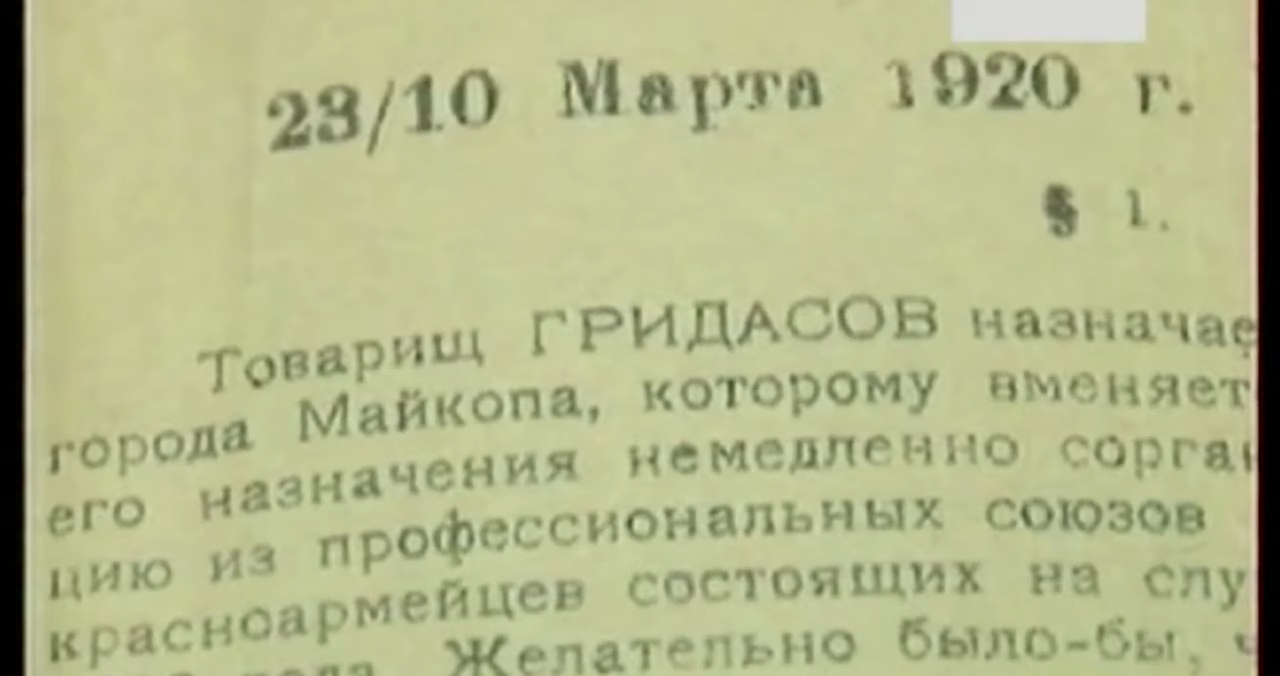 23/10 Марта 1920 г.
§ 1.
Товарищ ГРИДАСОВ назначае
города Майкопа, которому вменяет
его назначения немедленно сорган
цию из профессиональных союзов
красноармейцев состоящих на слу
Желательно было-бы, ч